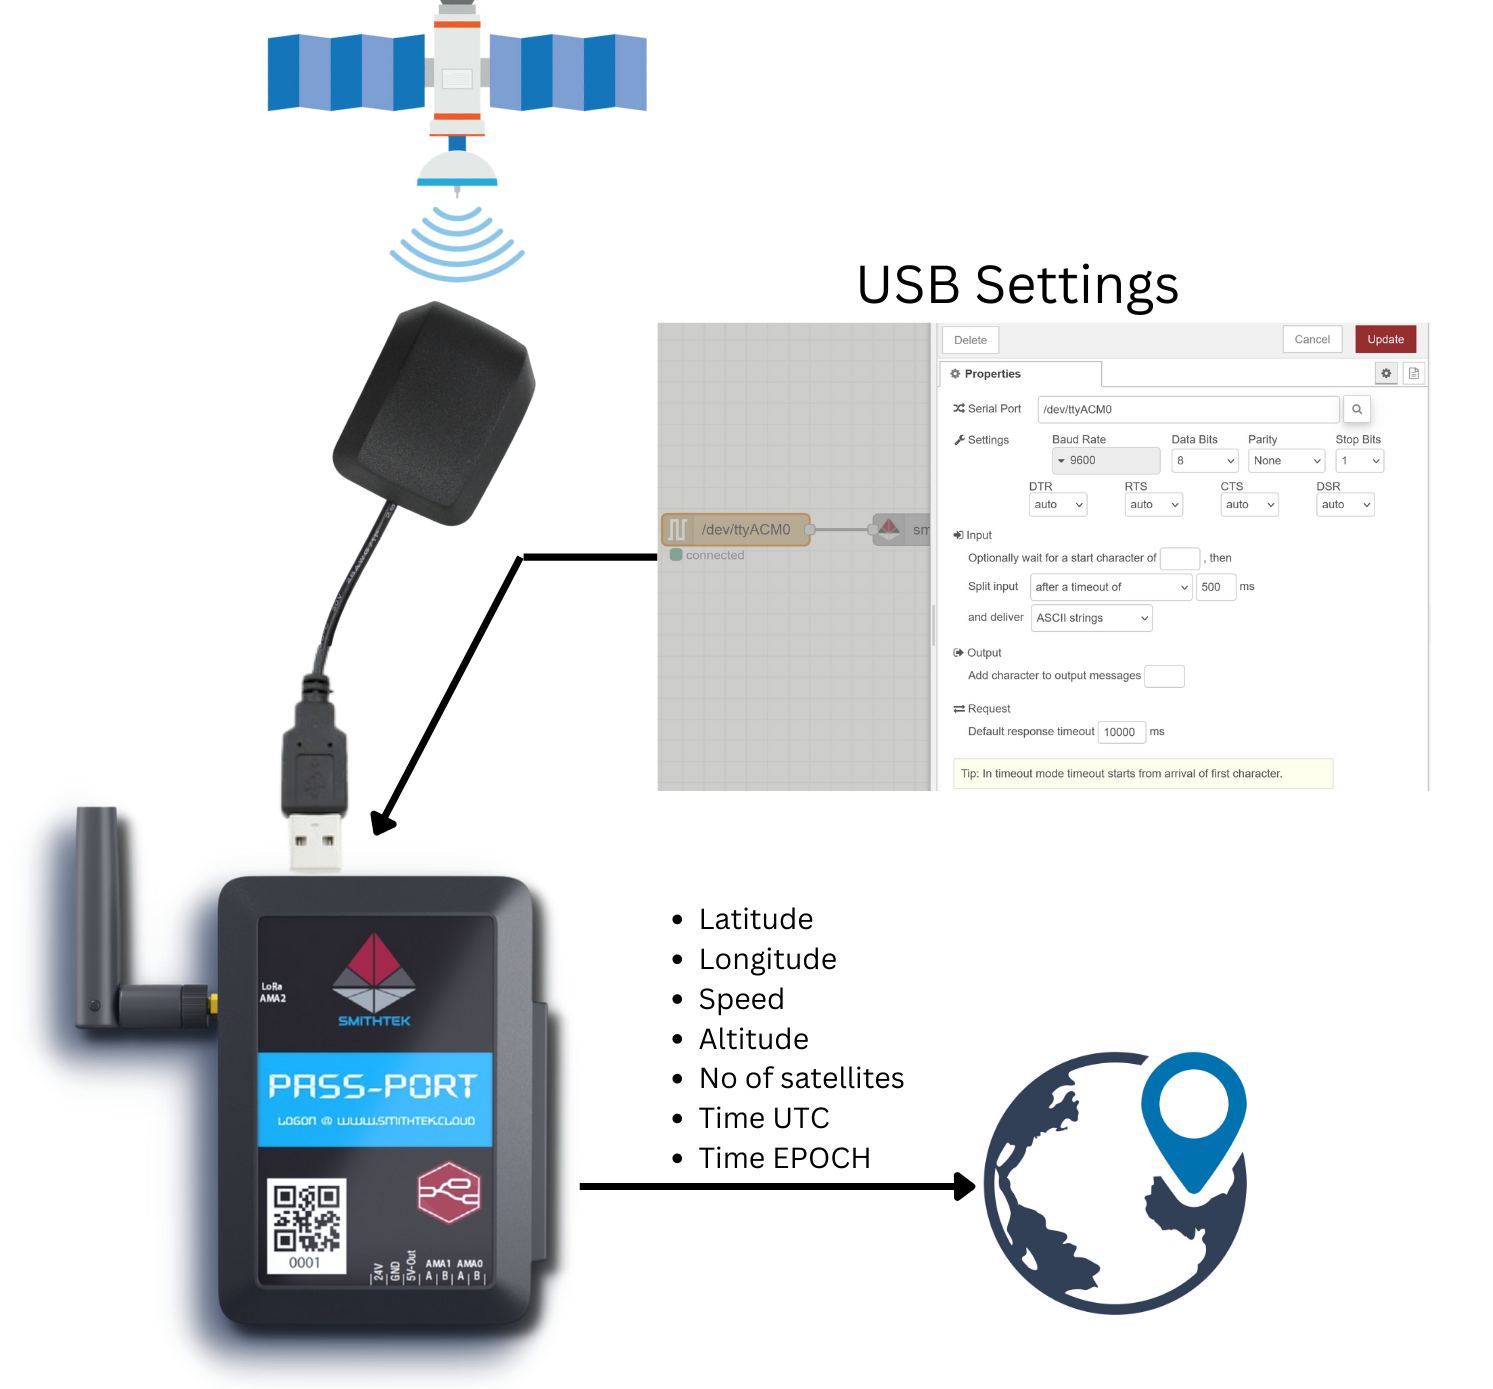 USB Settings
Delete
Cancel
Update
Properties
Serial Port
/dev/ttyACM0
Settings
Baud Rate
Data Bits
Parity
Stop Bits
9600
8
None
1
DTR
RTS
CTS
DSR
auto
auto
auto
auto
/dev/ttyACM0
sm
connected
Input
Optionally wait for a start character of , then
Split input after a timeout of 500 ms
and deliver ASCII strings
Output
Add character to output messages
Request
Default response timeout 10000 ms
Tip: In timeout mode timeout starts from arrival of first character.
LoRa
AMA2
SMITHTEK
PASS-PORT
LOGON @ WWW.SMITHTEK.CLOUD
0001
24V
GND
5V-Out
AMA1 AMA0
A B A B
• Latitude
• Longitude
• Speed
• Altitude
• No of satellites
• Time UTC
• Time EPOCH